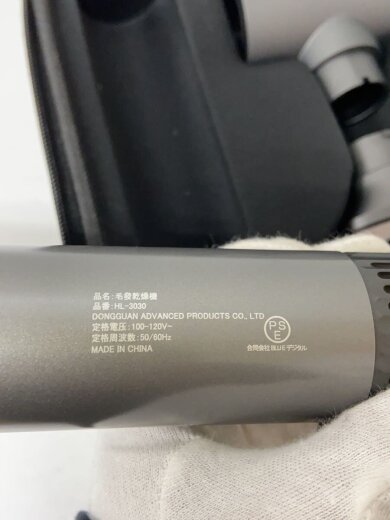 品名:毛發乾燥機
品番:HL-3030
DONGGUAN ADVANCED PRODUCTS CO., LTD
定格電圧:100-120V~
定格周波数:50/60Hz
MADE IN CHINA
PS
E
合同会社BLUEデジタル